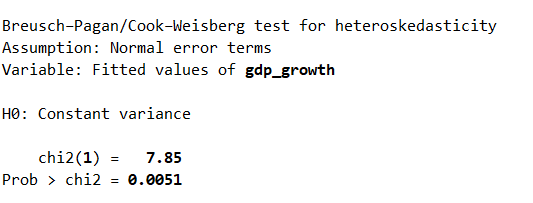 Breusch–Pagan/Cook–Weisberg test for heteroskedasticity
Assumption: Normal error terms
Variable: Fitted values of gdp_growth
H0: Constant variance
chi2(1) = 7.85
Prob > chi2 = 0.0051